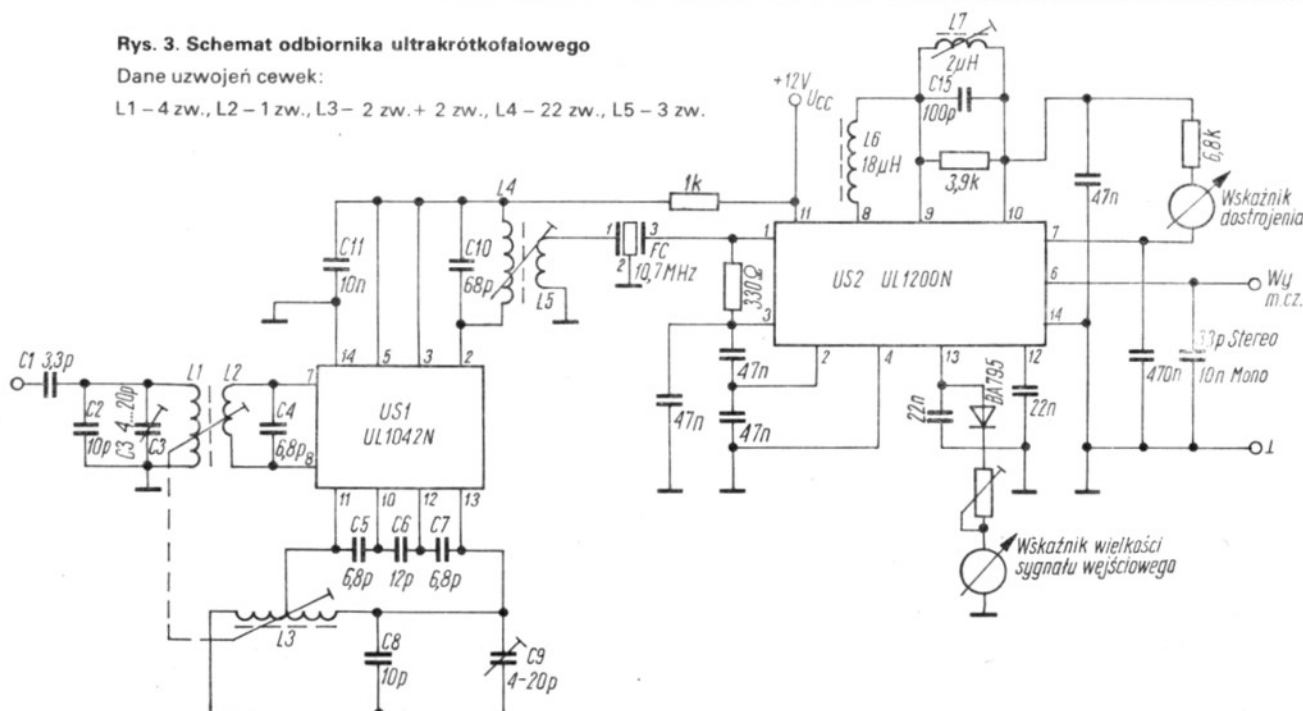 Rys. 3. Schemat odbiornika ultrakrótkofalowego
Dane uzwojeń cewek:
L1 – 4 zw., L2 – 1 zw., L3 – 2 zw. + 2 zw., L4 – 22 zw., L5 – 3 zw.
L7
2µH
C15
100p
+12V
UCC
L6
18µH
3,9k
6,8k
47n
Wskaźnik
dostrojenia
1k
L4
C11
10n
C10
68p
L5
1
3
2
FC
10,7MHz
330Ω
11
8
9
10
1
7
6
3
14
2
4
13
12
US2 UL1200N
Wy
m.cz.
33p Stereo
10n Mono
470n
47n
47n
47n
22n
BA795
22n
Wskaźnik wielkości
sygnału wejściowego
C1 3,3p
C2
10p
C3 4...20p
C3
L1
L2
C4
6,8p
14
5
3
2
7
8
US1
UL1042N
11
10
12
13
C5
6,8p
C6
12p
C7
6,8p
L3
C8
10p
C9
4-20p